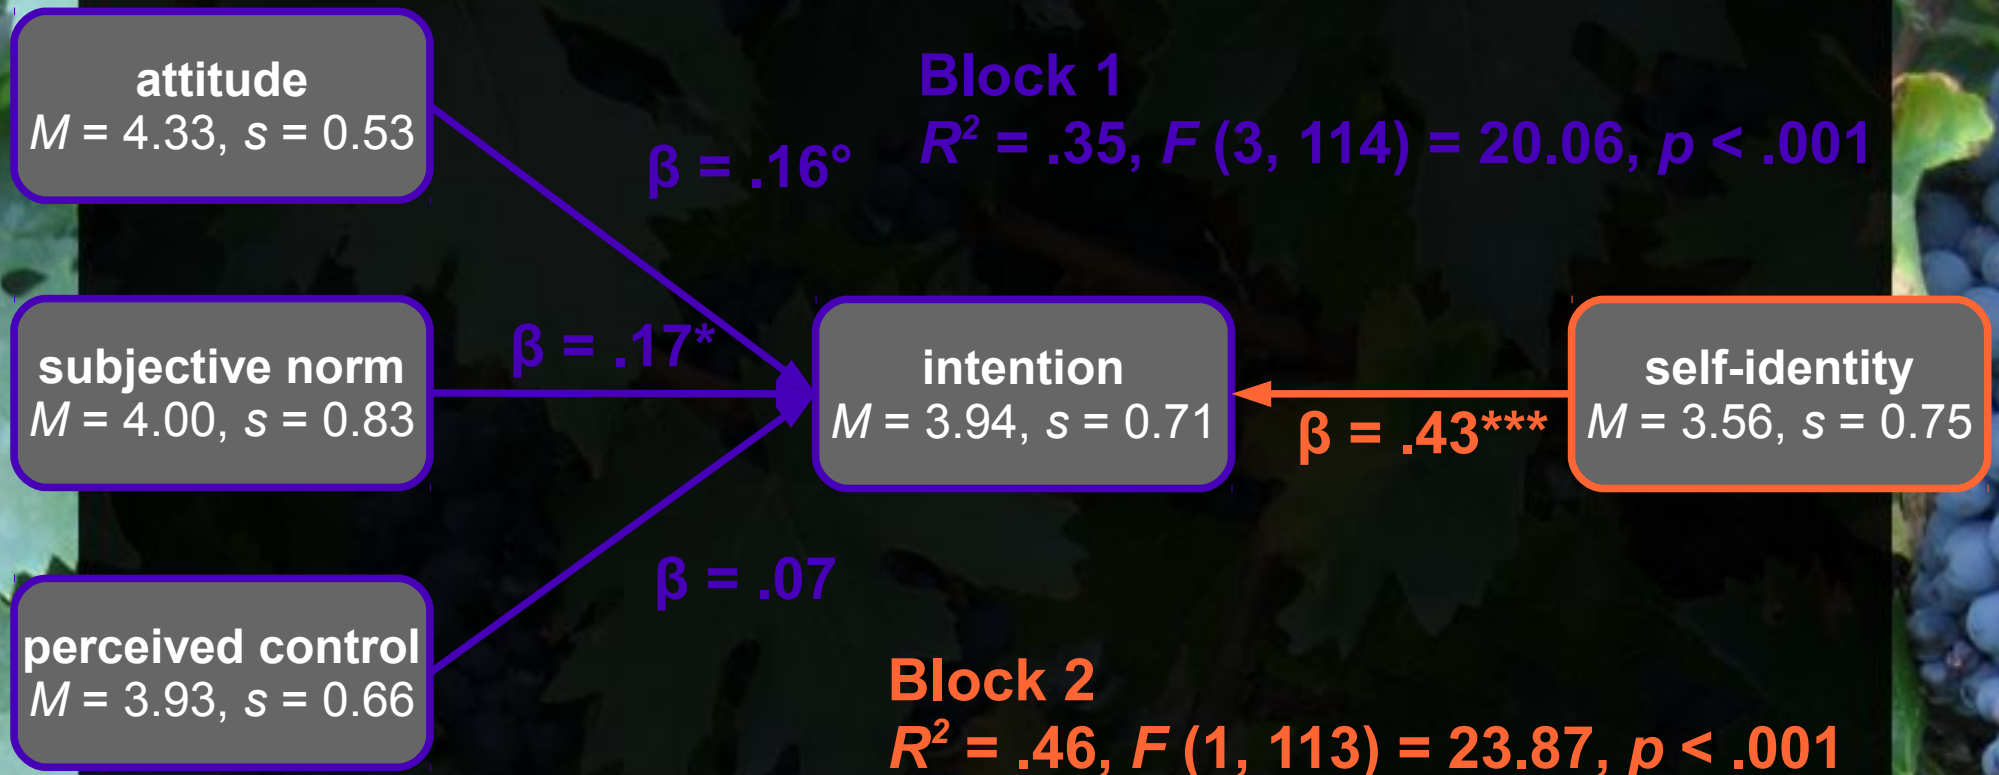 attitude
M = 4.33, s = 0.53
Block 1
R² = .35, F (3, 114) = 20.06, p < .001
β = .16°
subjective norm
M = 4.00, s = 0.83
β = .17*
intention
M = 3.94, s = 0.71
β = .43***
self-identity
M = 3.56, s = 0.75
β = .07
perceived control
M = 3.93, s = 0.66
Block 2
R² = .46, F (1, 113) = 23.87, p < .001